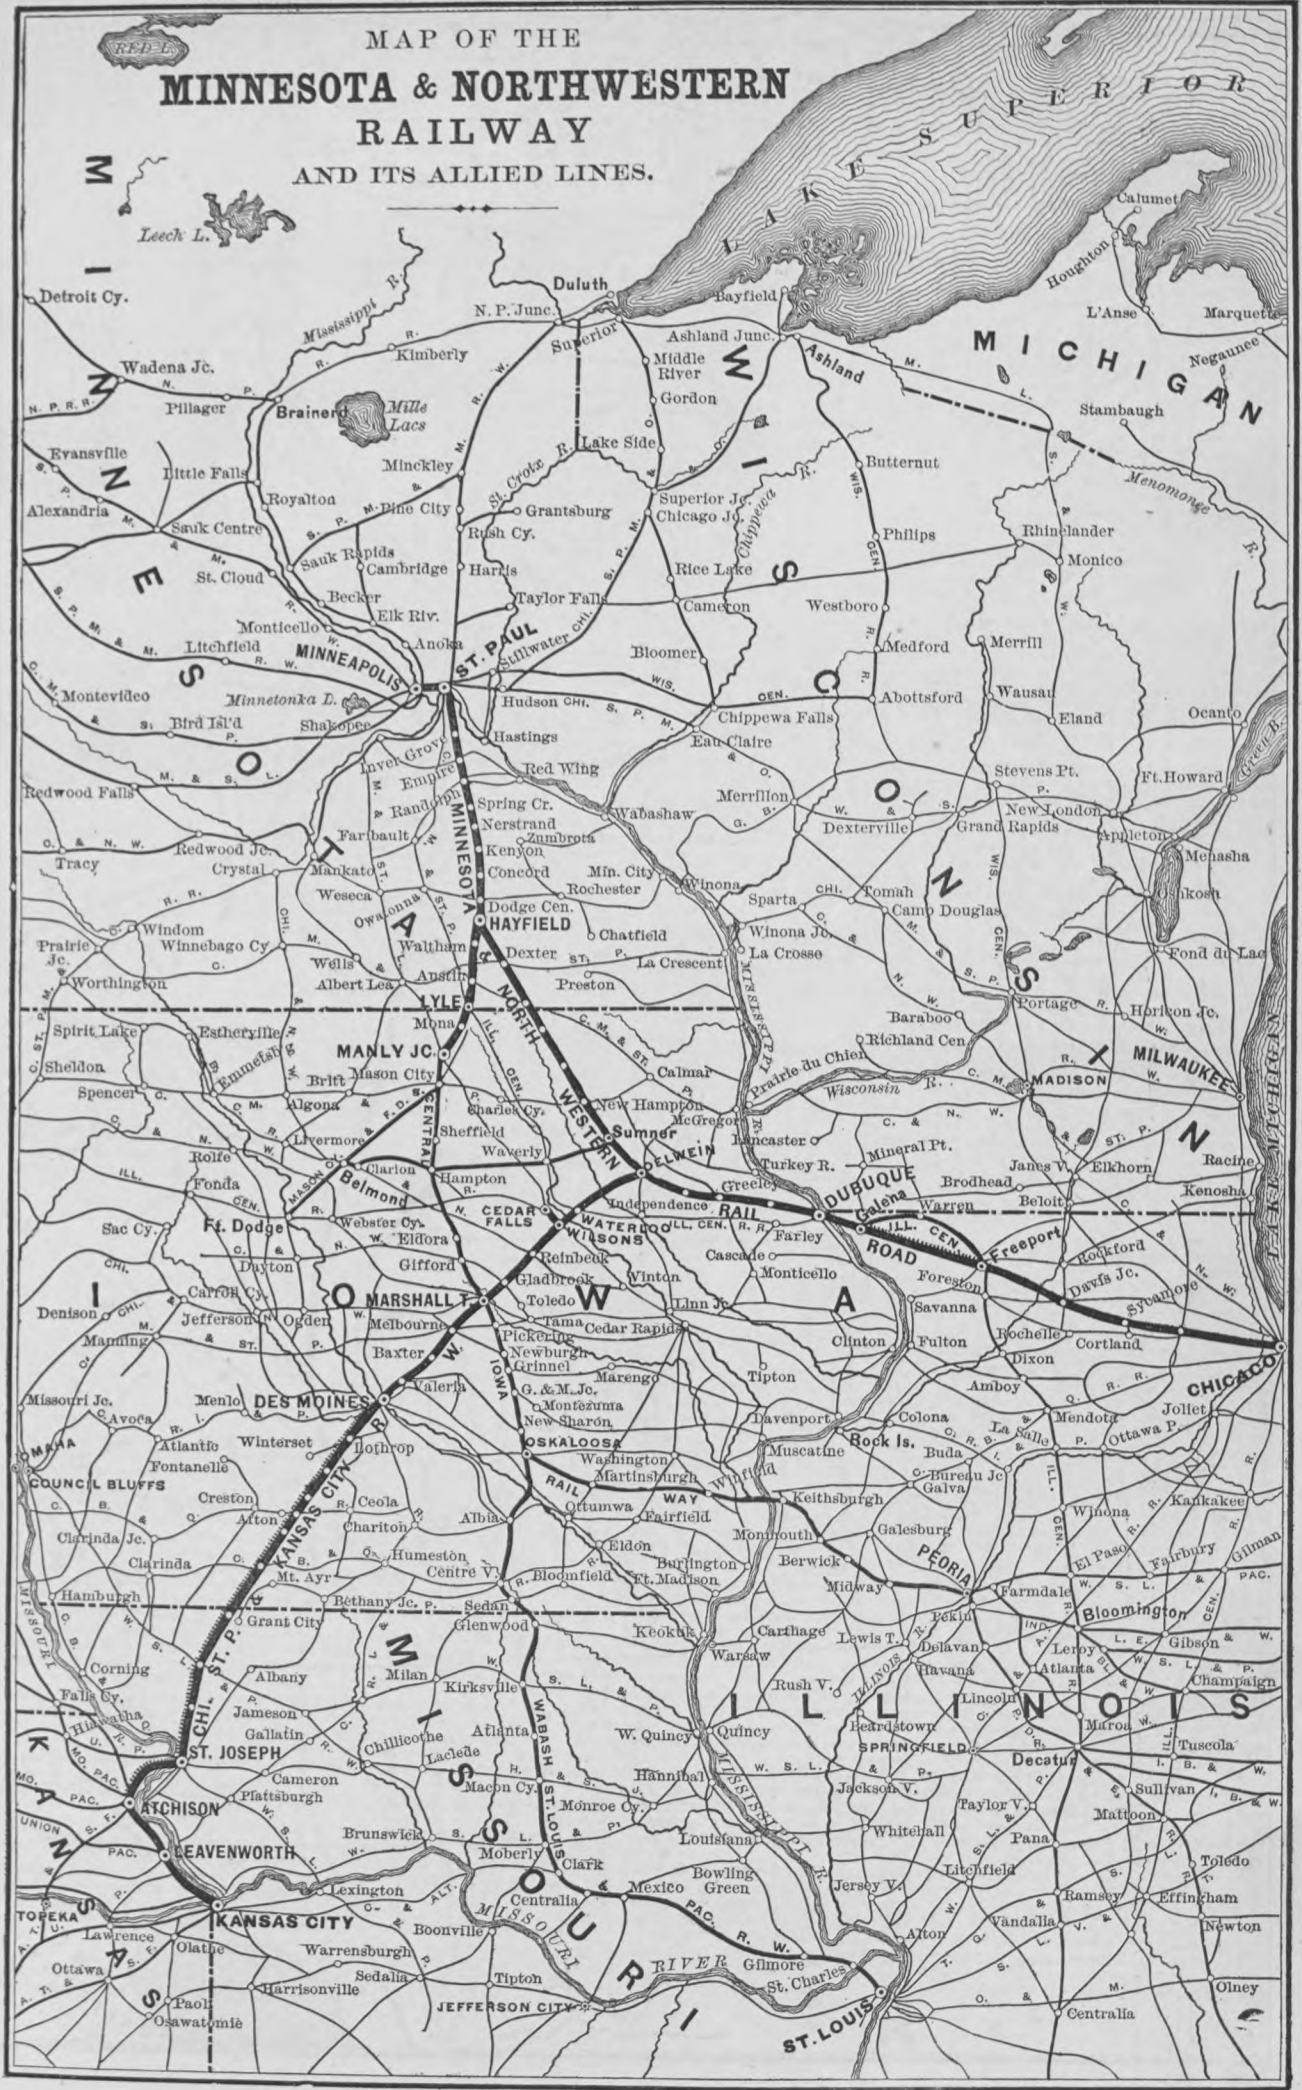 MAP OF THE
MINNESOTA & NORTHWESTERN
RAILWAY
AND ITS ALLIED LINES.
RED L.
Leech L.
LAKE SUPERIOR
MINNESOTA
WISCONSIN
MICHIGAN
IOWA
ILLINOIS
MISSOURI
KANSAS
LAKE MICHIGAN
Calumet
Houghton
L'Anse
Marquette
Negaunee
Stambaugh
Menomonee R.
Detroit Cy.
Mississippi R.
N. P. Junc.
Duluth
Superior
Bayfield
Ashland Junc.
Ashland
Wadena Jc.
Pillager
N. P. R. R.
Kimberly
Brainerd
Mille
Lacs
Middle
River
Gordon
Lake Side
Evansville
Alexandria
Little Falls
Royalton
Sauk Centre
Minckley
Pine City
Rush Cy.
St. Croix R.
Grantsburg
Superior Jc.
Chicago Jc.
Chippewa R.
Butternut
Philips
Rhinelander
Monico
St. Cloud
Sauk Rapids
Cambridge
Harris
Rice Lake
Becker
Elk Riv.
Taylor Falls
Cameron
Westboro
Monticello
Anoka
Litchfield
MINNEAPOLIS
ST. PAUL
Stillwater
Bloomer
Medford
Merrill
Montevideo
Minnetonka L.
Bird Isl'd
Shakopee
Hudson
Chippewa Falls
Abottsford
Wausau
Eland
Ocanto
Green B.
Hastings
Eau Claire
Inver Grove
Empire
Randolph
Red Wing
Redwood Falls
Spring Cr.
Nerstrand
Zumbrota
Kenyon
Concord
Wabashaw
Merrillon
Dexterville
Stevens Pt.
Grand Rapids
New London
Ft. Howard
Appleton
Menasha
Oshkosh
Tracy
Redwood Jc.
Crystal
Mankato
Faribault
Weseca
Owatonna
Min. City
Rochester
Winona
Sparta
Tomah
Camp Douglas
Dodge Cen.
HAYFIELD
Chatfield
Winona Jc.
La Crosse
La Crescent
Preston
Windom
Winnebago Cy
Prairie
Jc.
Worthington
Wells
Albert Lea
Waltham
Austin
Dexter
LYLE
Mona
MANLY JC.
Mason City
Fond du Lac
Portage
Horicon Jc.
Baraboo
Richland Cen.
Prairie du Chien
Wisconsin R.
MADISON
MILWAUKEE
Spirit Lake
Estherville
Emmetsb.
Sheldon
Spencer
Britt
Algona
Calmar
Charles Cy.
New Hampton
McGregor
Sumner
Lancaster
Mineral Pt.
Janes V.
Elkhorn
Racine
Kenosha
Livermore
Rolfe
Sheffield
Waverly
Clarion
Belmond
Hampton
ELWEIN
Turkey R.
Greeley
DUBUQUE
Galena
Brodhead
Beloit
Warren
Fonda
Sac Cy.
Ft. Dodge
Webster Cy.
Eldora
Gifford
CEDAR
FALLS
WATERLOO
WILSONS
Independence
Farley
Cascade
Monticello
Freeport
Rockford
Foreston
Davis Jc.
Sycamore
Dayton
Reinbeck
Gladbrook
Vinton
Denison
Carroll Cy.
Jefferson
Ogden
MARSHALL T.
Melbourne
Toledo
Tama
Linn Jc.
Cedar Rapids
Savanna
Clinton
Fulton
Rochelle
Cortland
Dixon
Manning
Baxter
Pickering
Newburgh
Grinnel
Marengo
Tipton
Amboy
CHICAGO
Missouri Jc.
Avoca
Menlo
DES MOINES
Valeria
G. & M. Jc.
Montezuma
New Sharon
Davenport
Colona
La Salle
Mendota
Ottawa
Joliet
Atlantic
Winterset
Lothrop
OSKALOOSA
Washington
Muscatine
Rock Is.
Buda
OMAHA
COUNCIL BLUFFS
Fontanelle
Martinsburgh
Winfield
Bureau Jc
Galva
Kankakee
Creston
Afton
Ceola
Chariton
Albia
Ottumwa
Fairfield
Keithsburgh
Winona
Clarinda Jc.
Clarinda
Humeston
Centre V.
Eldon
Bloomfield
Burlington
Monmouth
Galesburg
Berwick
PEORIA
El Paso
Fairbury
Gilman
Hamburgh
Mt. Ayr
Bethany Jc.
Sedan
Ft. Madison
Midway
Farmdale
Pekin
Bloomington
Grant City
Glenwood
Keokuk
Carthage
Warsaw
Lewis T.
Delavan
Leroy
Gibson
Corning
Albany
Milan
Kirksville
Rush V.
Havana
Atlanta
Champaign
Falls Cy.
Hiawatha
Jameson
Gallatin
Chillicothe
Atlanta
W. Quincy
Quincy
Beardstown
Lincoln
Maroa
SPRINGFIELD
Decatur
Tuscola
ST. JOSEPH
Cameron
Laclede
Macon Cy.
Hannibal
Jackson V.
Sullivan
ATCHISON
Plattsburgh
Monroe Cy.
Taylor V.
Mattoon
Brunswick
Moberly
Louisiana
Whitehall
Pana
LEAVENWORTH
Clark
Bowling
Green
Litchfield
Toledo
Lexington
Centralia
Mexico
Jersey V.
Ramsey
Effingham
TOPEKA
Lawrence
KANSAS CITY
Boonville
Alton
Vandalia
Newton
Olathe
Warrensburgh
Ottawa
Sedalia
Tipton
Gilmore
St. Charles
Paoli
Harrisonville
Osawatomie
JEFFERSON CITY
ST. LOUIS
Centralia
Olney
MISSOURI RIVER
MISSISSIPPI R.
ILLINOIS R.
MINNESOTA & NORTH WESTERN RAIL ROAD
CHI. ST. P. & KANSAS CITY R. W.
IOWA CENTRAL
RAIL WAY
WABASH ST. LOUIS & PAC. R. W.
ILL. CEN. R. R.